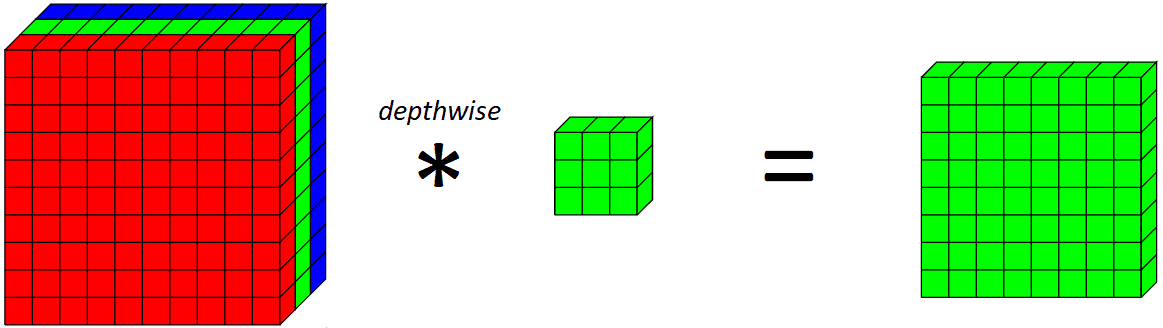 depthwise
* =